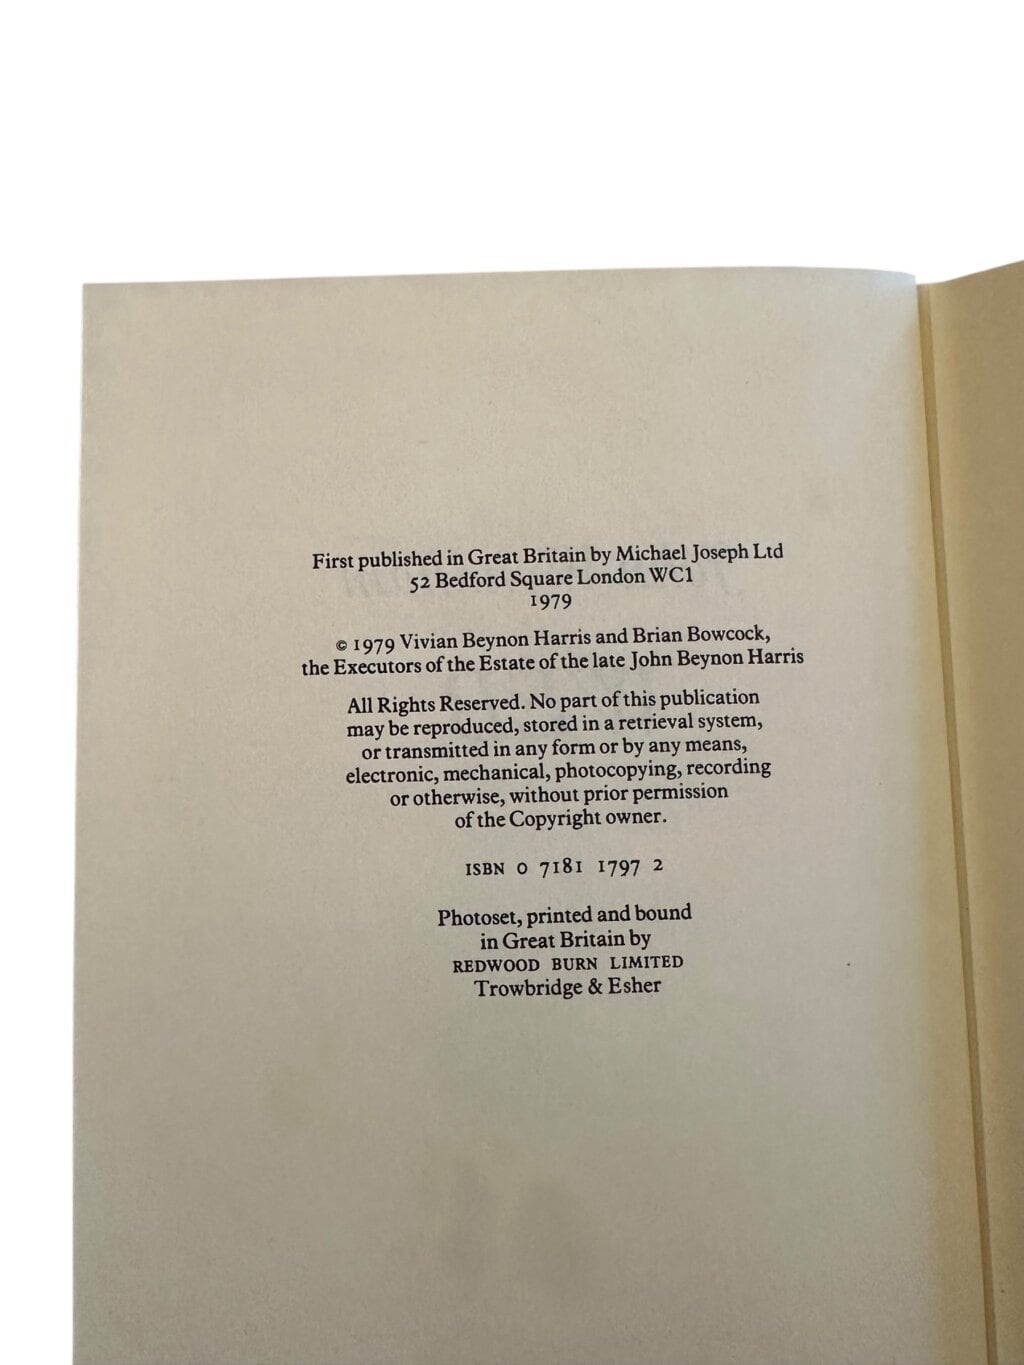 First published in Great Britain by Michael Joseph Ltd
52 Bedford Square London WC1
1979
© 1979 Vivian Beynon Harris and Brian Bowcock,
the Executors of the Estate of the late John Beynon Harris
All Rights Reserved. No part of this publication
may be reproduced, stored in a retrieval system,
or transmitted in any form or by any means,
electronic, mechanical, photocopying, recording
or otherwise, without prior permission
of the Copyright owner.
ISBN 0 7181 1797 2
Photoset, printed and bound
in Great Britain by
REDWOOD BURN LIMITED
Trowbridge & Esher